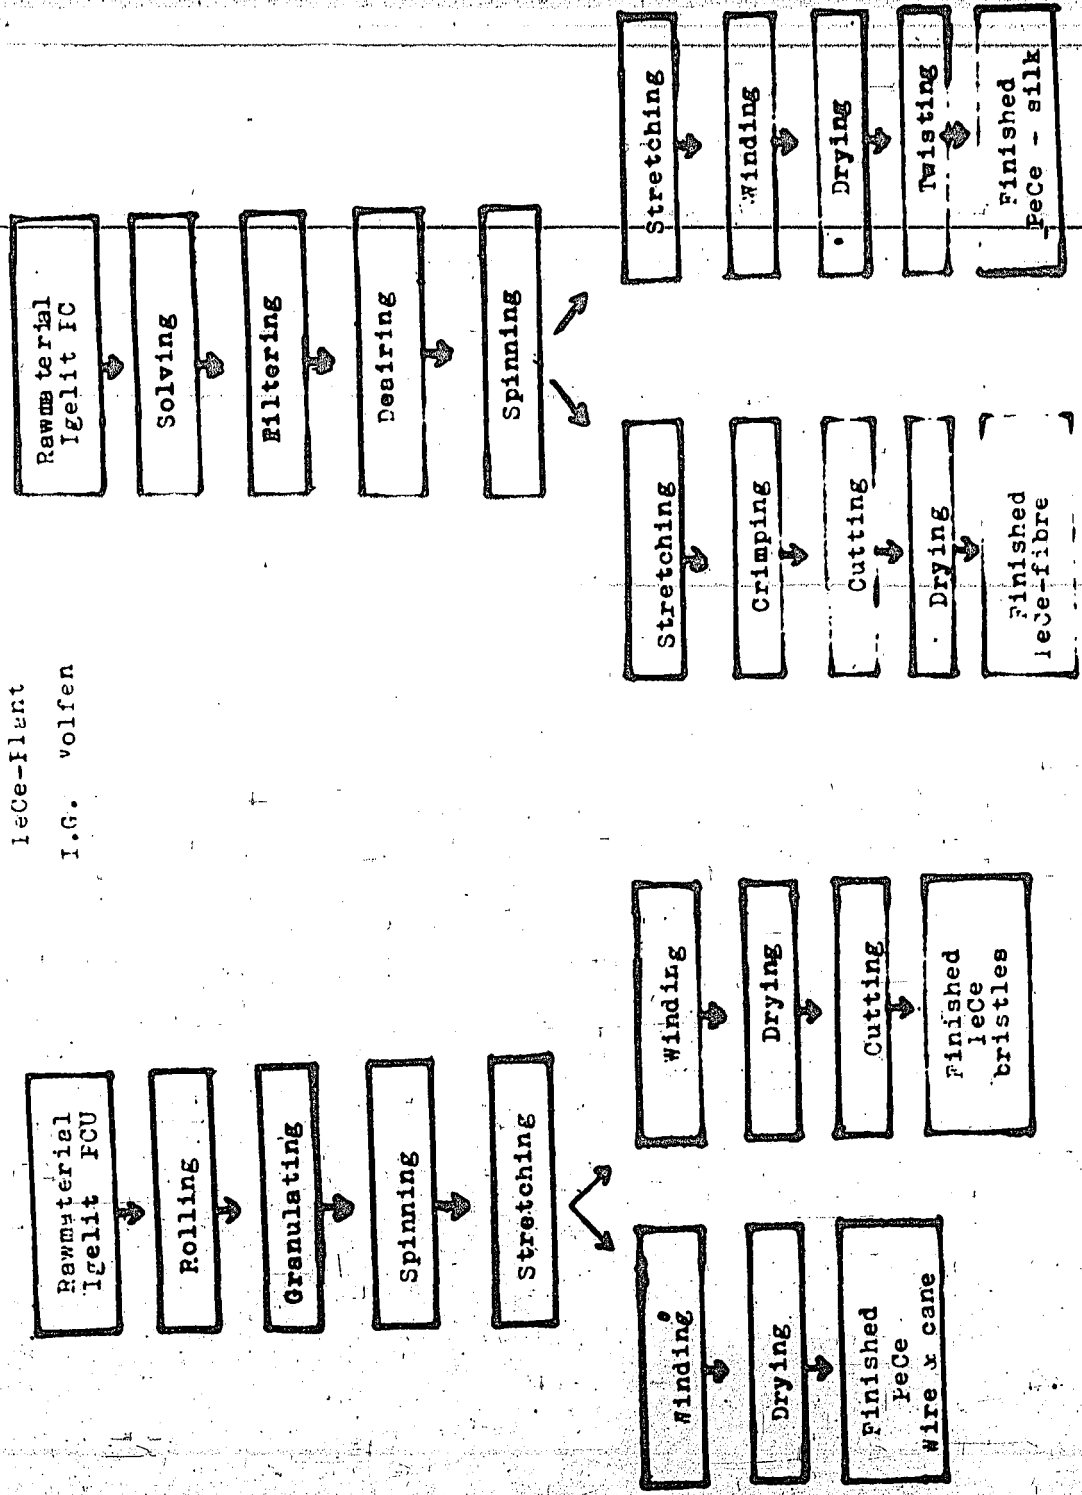 PeCe-Plant
I.G. Wolfen
Rawmaterial
Igelit PCU
Rolling
Granulating
Spinning
Stretching
Winding
Drying
Finished
PeCe
Wire & cane
Winding
Drying
Cutting
Finished
PeCe
bristles
Rawmaterial
Igelit PC
Solving
Filtering
Deairing
Spinning
Stretching
Crimping
Cutting
Drying
Finished
PeCe-fibre
Stretching
Winding
Drying
Twisting
Finished
PeCe - silk